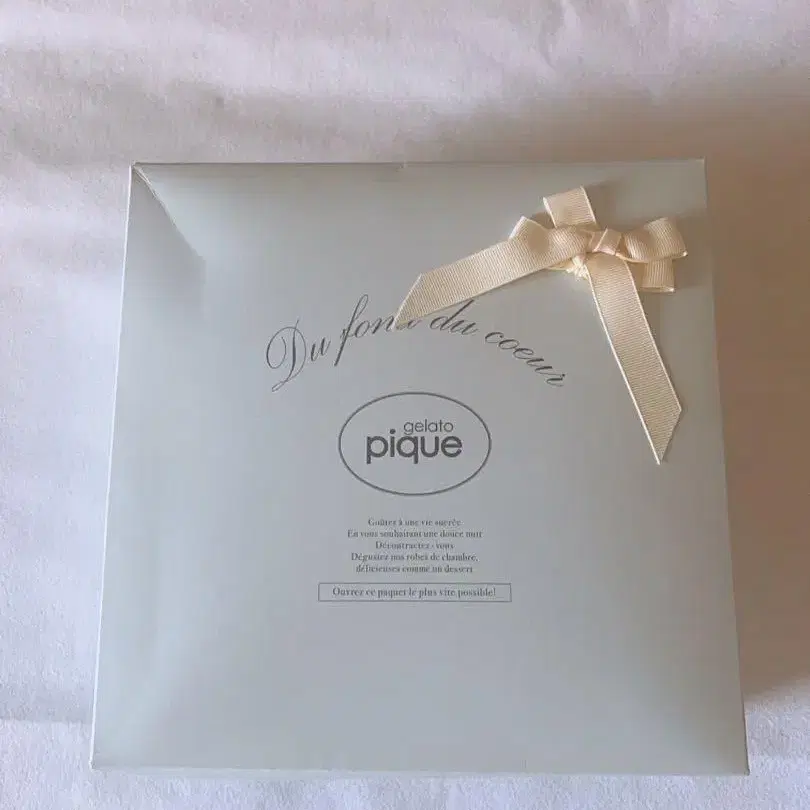 Du fond du coeur
gelato
pique
Goûtez à une vie sucrée
En vous souhaitant une douce nuit
Décontractez-vous
Dégustez nos robes de chambre,
délicieuses comme un dessert
Ouvrez ce paquet le plus vite possible!